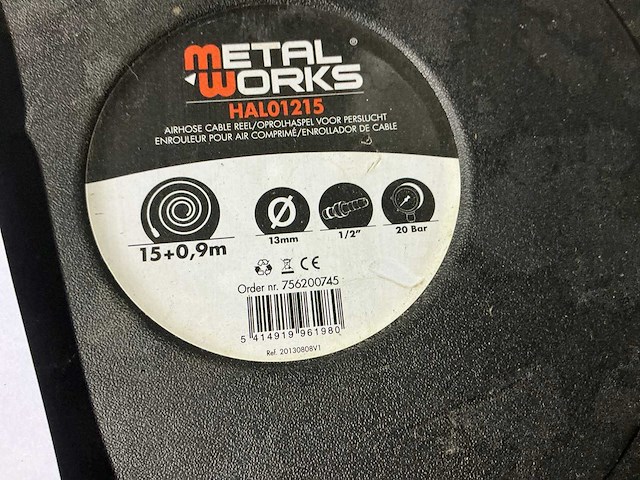 METAL WORKS ®
HAL01215
AIRHOSE CABLE REEL/OPROLHASPEL VOOR PERSLUCHT
ENROULEUR POUR AIR COMPRIMÉ/ENROLLADOR DE CABLE
15+0,9m
13mm
1/2"
20 Bar
CE
Order nr. 756200745
5 414919 961980
Ref. 20130808V1